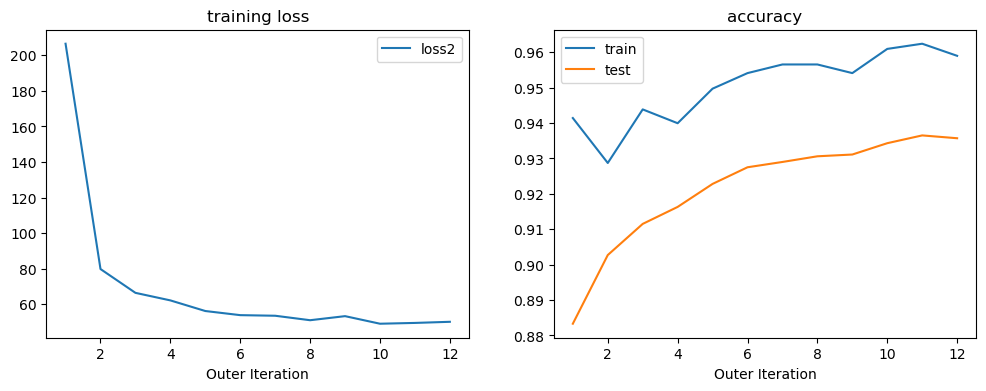 training loss
200
180
160
140
120
100
80
60
2 4 6 8 10 12
Outer Iteration
loss2
accuracy
0.96
0.95
0.94
0.93
0.92
0.91
0.90
0.89
0.88
2 4 6 8 10 12
Outer Iteration
train
test